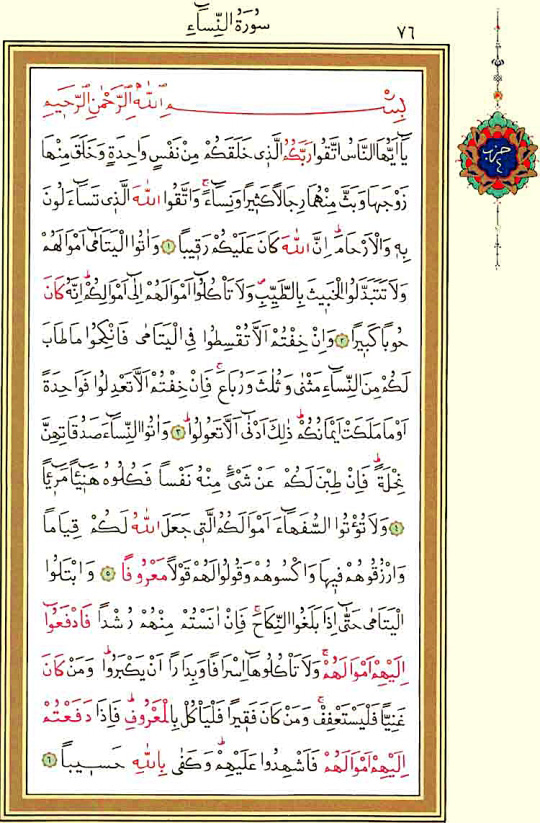 سُورَةُ النِّسَاءِ
٧٦
حزب ٤
بِسْمِ اللّٰهِ الرَّحْمٰنِ الرَّحِيمِ
يَٓا اَيُّهَا النَّاسُ اتَّقُوا رَبَّكُمُ الَّذ۪ي خَلَقَكُمْ مِنْ نَفْسٍ وَاحِدَةٍ وَخَلَقَ مِنْهَا
زَوْجَهَا وَبَثَّ مِنْهُمَا رِجَالًا كَث۪يرًا وَنِسَٓاءًۚ وَاتَّقُوا اللّٰهَ الَّذ۪ي تَسَٓاءَلُونَ
بِه۪ وَالْاَرْحَامَۜ اِنَّ اللّٰهَ كَانَ عَلَيْكُمْ رَق۪يبًا ﴿١﴾ وَاٰتُوا الْيَتَامٰٓى اَمْوَالَهُمْ
وَلَا تَتَبَدَّلُوا الْخَب۪يثَ بِالطَّيِّبِۖ وَلَا تَأْكُلُٓوا اَمْوَالَهُمْ اِلٰٓى اَمْوَالِكُمْۜ اِنَّهُ كَانَ
حُوبًا كَب۪يرًا ﴿٢﴾ وَاِنْ خِفْتُمْ اَلَّا تُقْسِطُوا فِي الْيَتَامٰى فَانْكِحُوا مَا طَابَ
لَكُمْ مِنَ النِّسَٓاءِ مَثْنٰى وَثُلٰثَ وَرُبَاعَۚ فَاِنْ خِفْتُمْ اَلَّا تَعْدِلُوا فَوَاحِدَةً
اَوْ مَا مَلَكَتْ اَيْمَانُكُمْۜ ذٰلِكَ اَدْنٰٓى اَلَّا تَعُولُواۜ ﴿٣﴾ وَاٰتُوا النِّسَٓاءَ صَدُقَاتِهِنَّ
نِحْلَةًۜ فَاِنْ طِبْنَ لَكُمْ عَنْ شَيْءٍ مِنْهُ نَفْسًا فَكُلُوهُ هَن۪ٓيـًٔا مَر۪ٓيـًٔا
﴿٤﴾ وَلَا تُؤْتُوا السُّفَهَٓاءَ اَمْوَالَكُمُ الَّت۪ي جَعَلَ اللّٰهُ لَكُمْ قِيَامًا
وَارْزُقُوهُمْ ف۪يهَا وَاكْسُوهُمْ وَقُولُوا لَهُمْ قَوْلًا مَعْرُوفًا ﴿٥﴾ وَابْتَلُوا
الْيَتَامٰى حَتّٰٓى اِذَا بَلَغُوا النِّكَاحَۚ فَاِنْ اٰنَسْتُمْ مِنْهُمْ رُشْدًا فَادْفَعُٓوا
اِلَيْهِمْ اَمْوَالَهُمْۚ وَلَا تَأْكُلُوهَٓا اِسْرَافًا وَبِدَارًا اَنْ يَكْبَرُواۜ وَمَنْ كَانَ
غَنِيًّا فَلْيَسْتَعْفِفْۚ وَمَنْ كَانَ فَق۪يرًا فَلْيَأْكُلْ بِالْمَعْرُوفِۜ فَاِذَا دَفَعْتُمْ
اِلَيْهِمْ اَمْوَالَهُمْ فَاَشْهِدُوا عَلَيْهِمْۜ وَكَفٰى بِاللّٰهِ حَس۪يبًا ﴿٦﴾